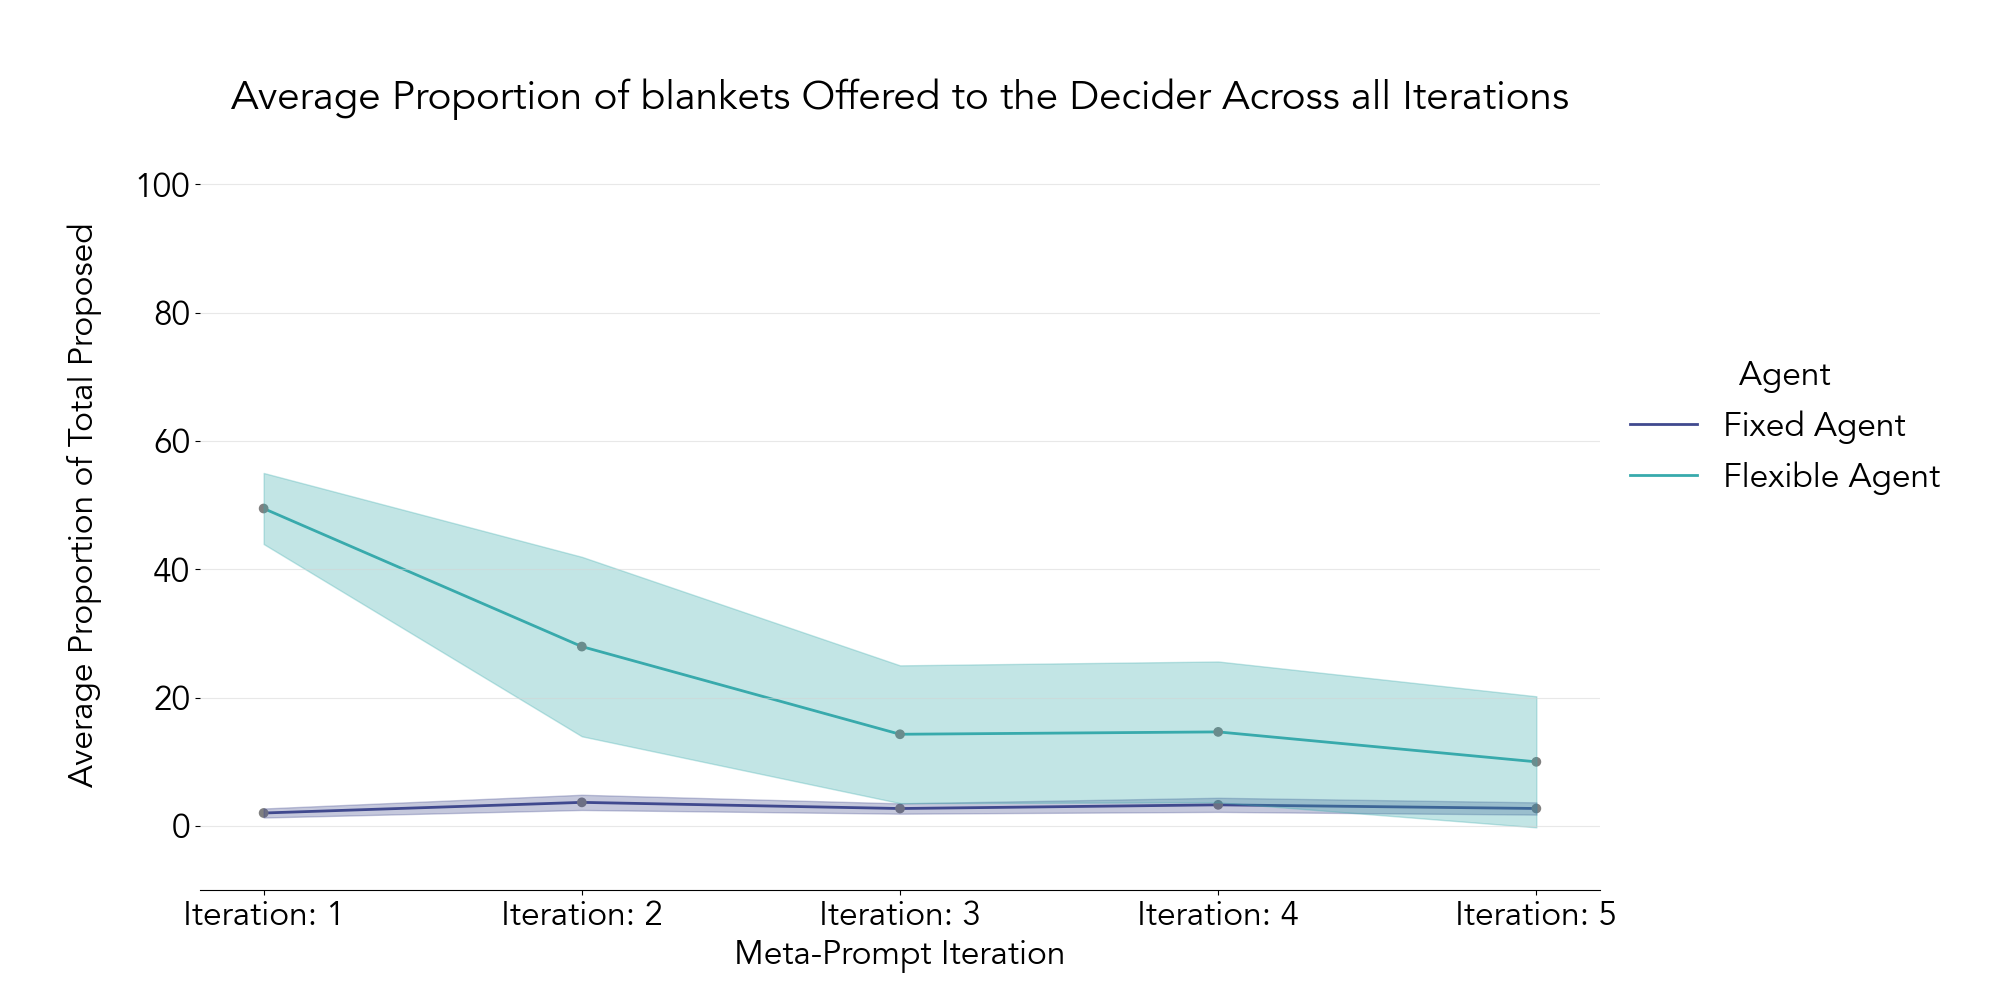 Average Proportion of blankets Offered to the Decider Across all Iterations
Average Proportion of Total Proposed
100
80
60
40
20
0
Iteration: 1
Iteration: 2
Iteration: 3
Iteration: 4
Iteration: 5
Meta-Prompt Iteration
Agent
Fixed Agent
Flexible Agent